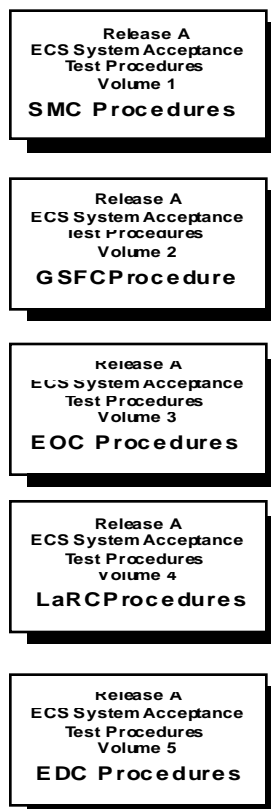 Release A
ECS System Acceptance
Test Procedures
Volume 1
SMC Procedures
Release A
ECS System Acceptance
Test Procedures
Volume 2
GSFCProcedure
Release A
ECS System Acceptance
Test Procedures
Volume 3
EOC Procedures
Release A
ECS System Acceptance
Test Procedures
Volume 4
LaRCProcedures
Release A
ECS System Acceptance
Test Procedures
Volume 5
EDC Procedures